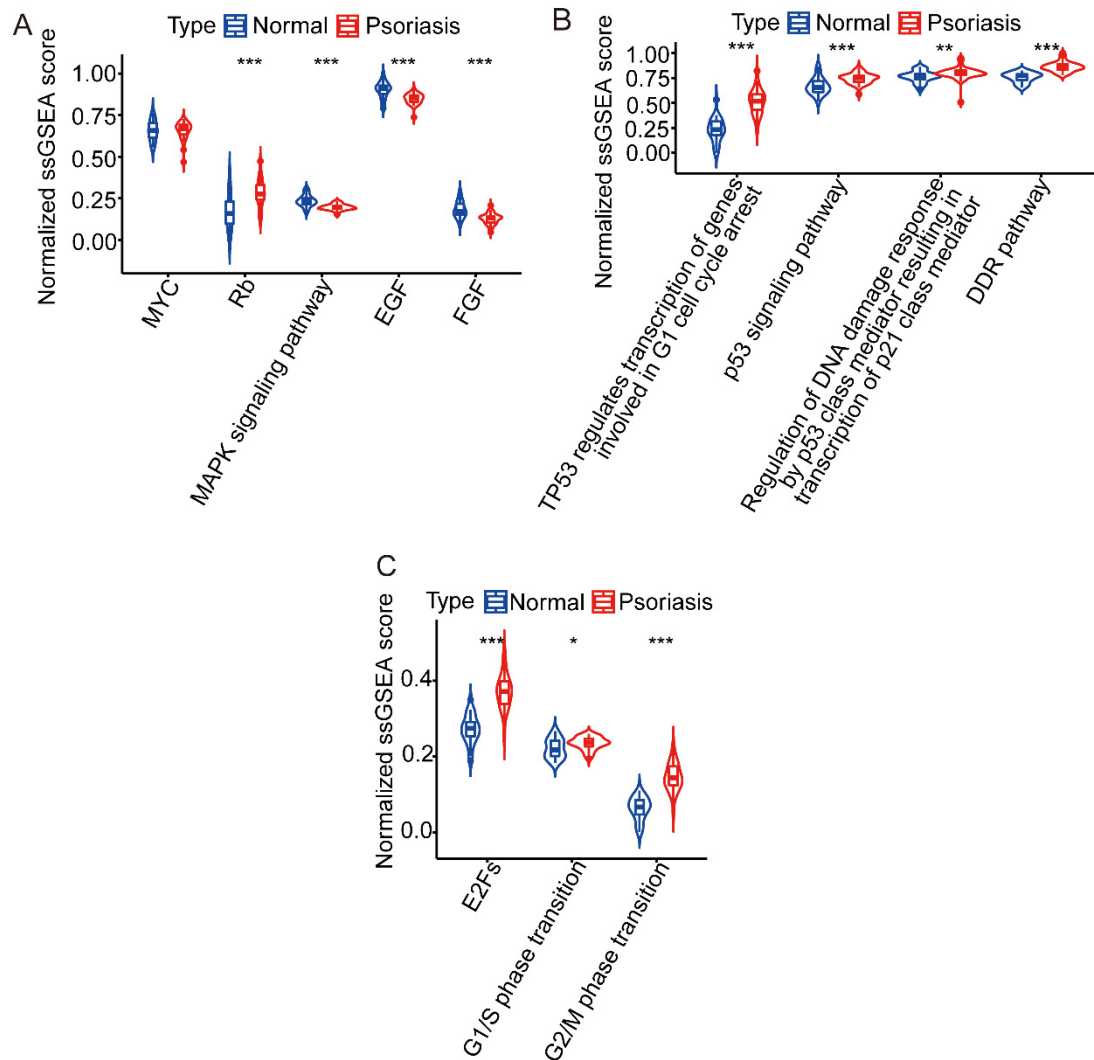 A
Type Normal Psoriasis
Normalized ssGSEA score
1.00
0.75
0.50
0.25
0.00
*** *** *** ***
MYC
Rb
MAPK signaling pathway
EGF
FGF
B
Type Normal Psoriasis
Normalized ssGSEA score
1.00
0.75
0.50
0.25
0.00
*** *** ** ***
TP53 regulates transcription of genes
involved in G1 cell cycle arrest
p53 signaling pathway
Regulation of DNA damage response
by p53 class mediator resulting in
transcription of p21 class mediator
DDR pathway
C
Type Normal Psoriasis
Normalized ssGSEA score
0.4
0.2
0.0
*** * ***
E2Fs
G1/S phase transition
G2/M phase transition